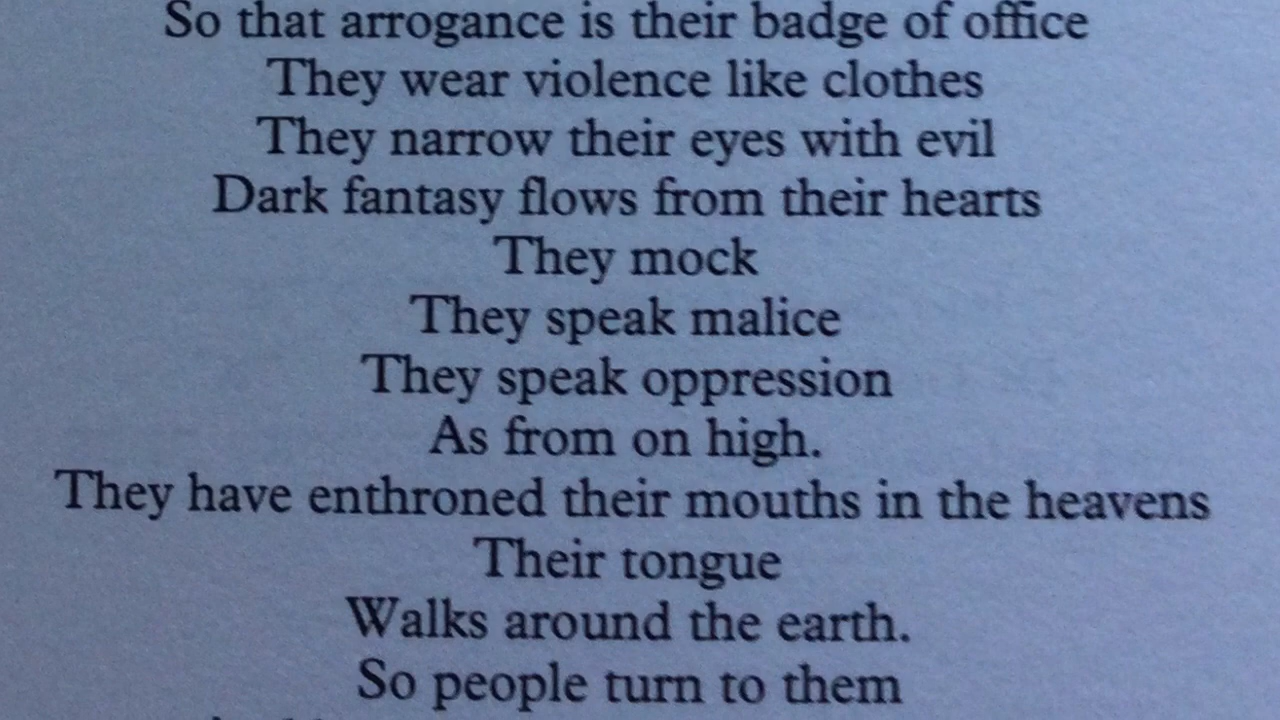 So that arrogance is their badge of office
They wear violence like clothes
They narrow their eyes with evil
Dark fantasy flows from their hearts
They mock
They speak malice
They speak oppression
As from on high.
They have enthroned their mouths in the heavens
Their tongue
Walks around the earth.
So people turn to them